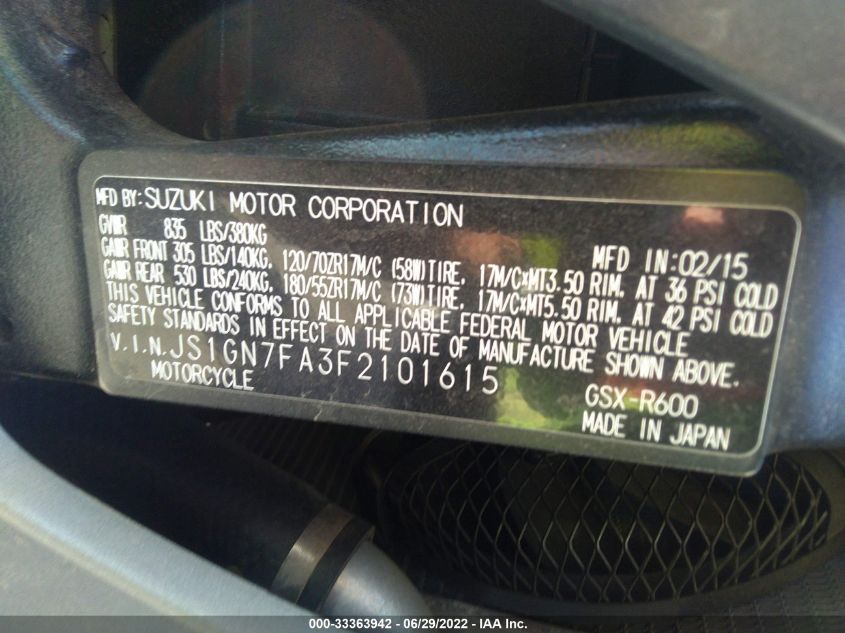 MFD BY: SUZUKI MOTOR CORPORATION
GVWR 835 LBS/380KG MFD IN: 02/15
GAWR FRONT 305 LBS/140KG, 120/70ZR17M/C (58W)TIRE, 17M/C×MT3.50 RIM, AT 36 PSI COLD
GAWR REAR 530 LBS/240KG, 180/55ZR17M/C (73W)TIRE, 17M/C×MT5.50 RIM, AT 42 PSI COLD
THIS VEHICLE CONFORMS TO ALL APPLICABLE FEDERAL MOTOR VEHICLE
SAFETY STANDARDS IN EFFECT ON THE DATE OF MANUFACTURE SHOWN ABOVE.
V.I.N. JS1GN7FA3F2101615
MOTORCYCLE GSX-R600
MADE IN JAPAN
000-33363942 - 06/29/2022 - IAA Inc.